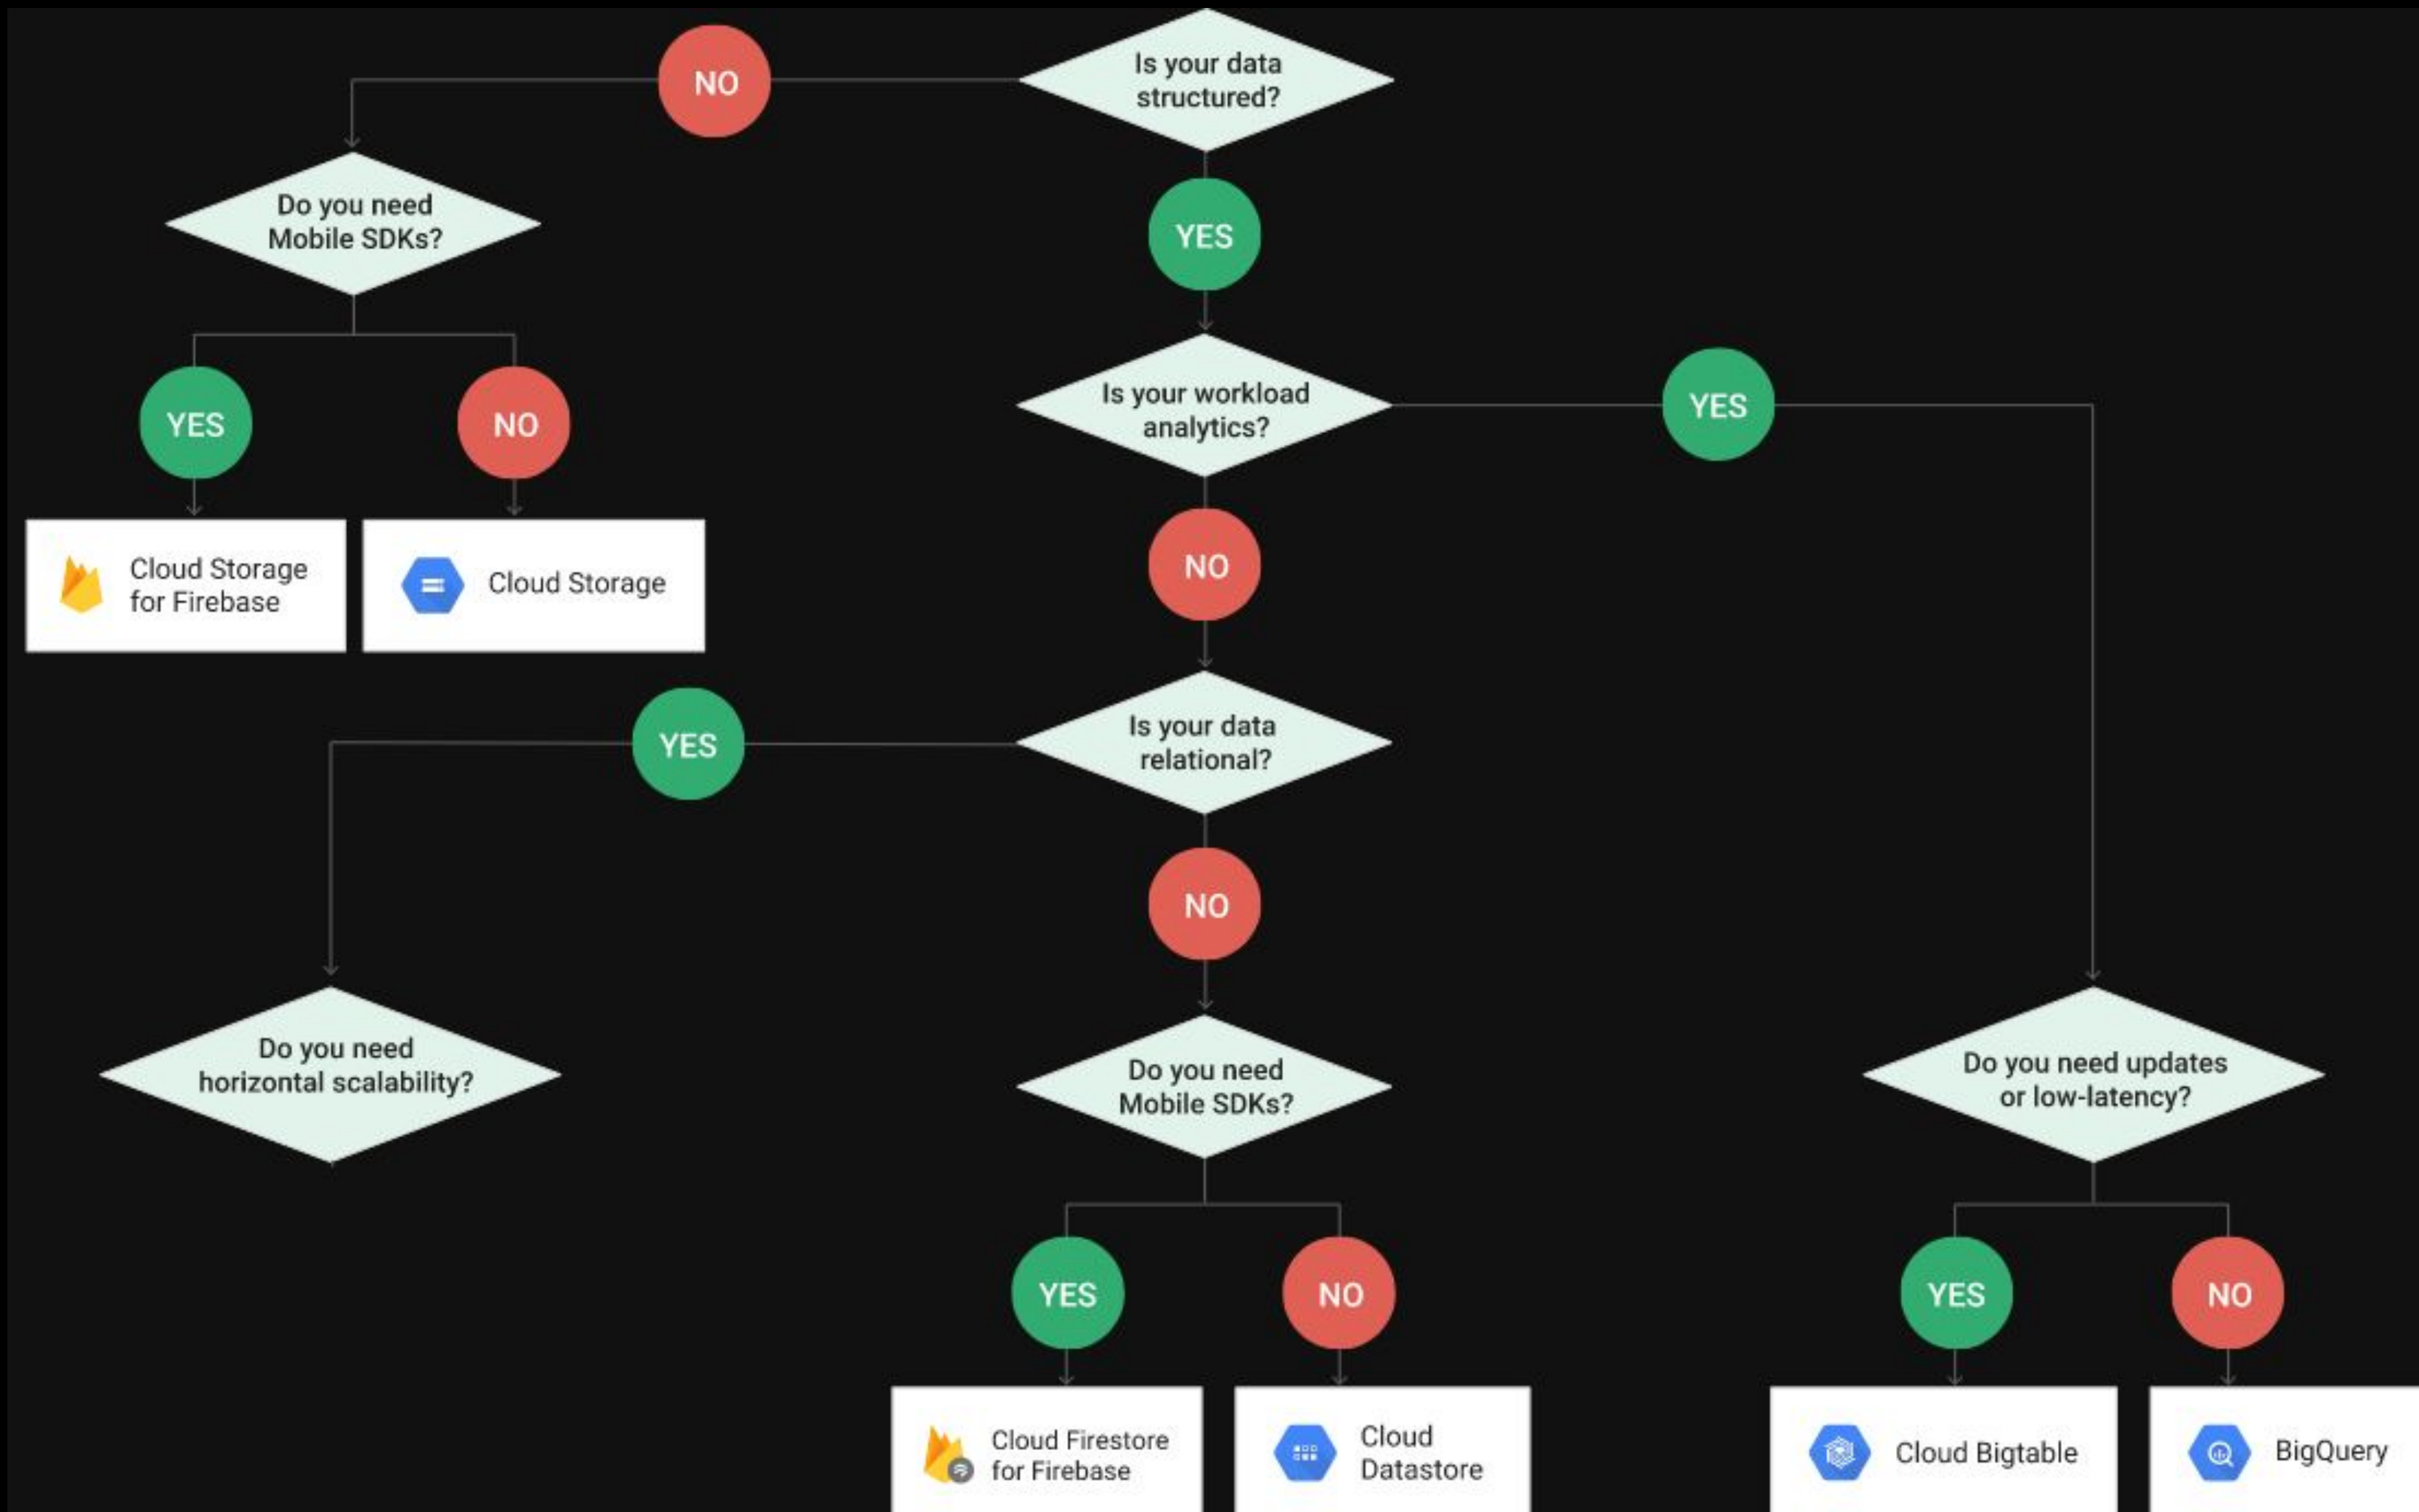 Is your data
structured?
NO
Do you need
Mobile SDKs?
YES
YES
NO
Cloud Storage
for Firebase
Cloud Storage
Is your workload
analytics?
YES
NO
Is your data
relational?
YES
NO
Do you need
horizontal scalability?
Do you need
Mobile SDKs?
Do you need updates
or low-latency?
YES
NO
YES
NO
Cloud Firestore
for Firebase
Cloud
Datastore
Cloud Bigtable
BigQuery